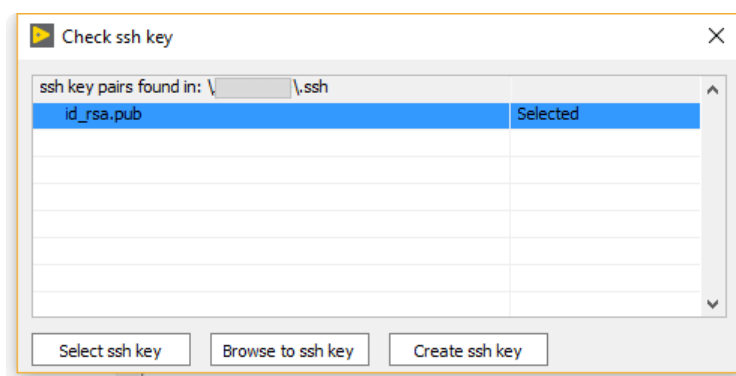 Check ssh key
ssh key pairs found in: \ \.ssh
id_rsa.pub Selected
Select ssh key Browse to ssh key Create ssh key